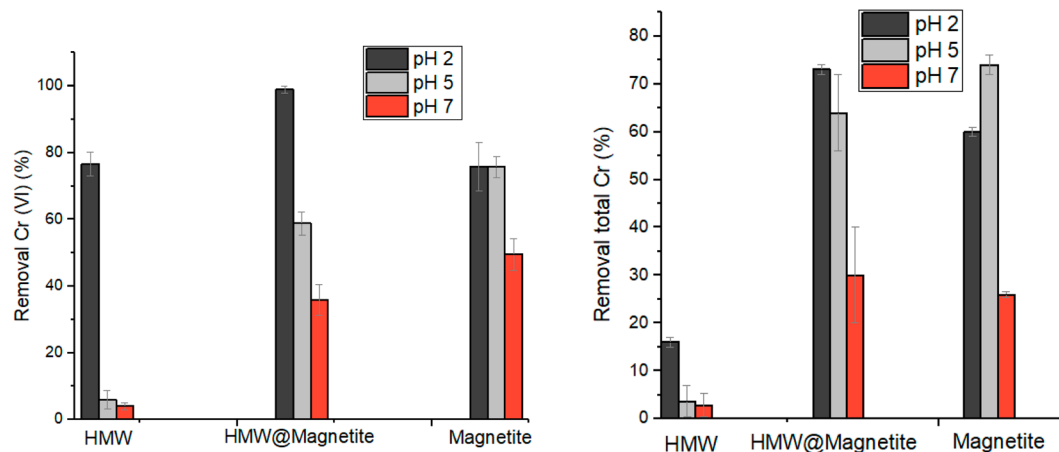 Removal Cr (VI) (%)
100
80
60
40
20
0
pH 2
pH 5
pH 7
HMW
HMW@Magnetite
Magnetite
Removal total Cr (%)
80
70
60
50
40
30
20
10
0
pH 2
pH 5
pH 7
HMW
HMW@Magnetite
Magnetite